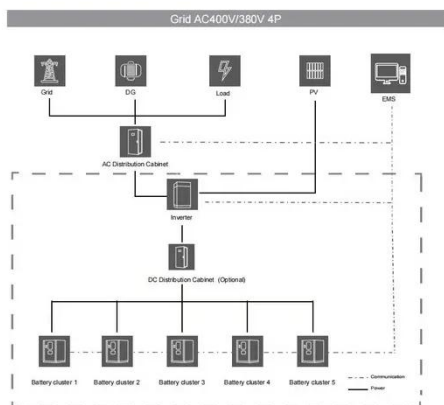 Grid AC400V/380V 4P
Grid
DG
Load
PV
EMS
AC Distribution Cabinet
Inverter
DC Distribution Cabinet (Optional)
Battery cluster 1
Battery cluster 2
Battery cluster 3
Battery cluster 4
Battery cluster 5
Communication
Power